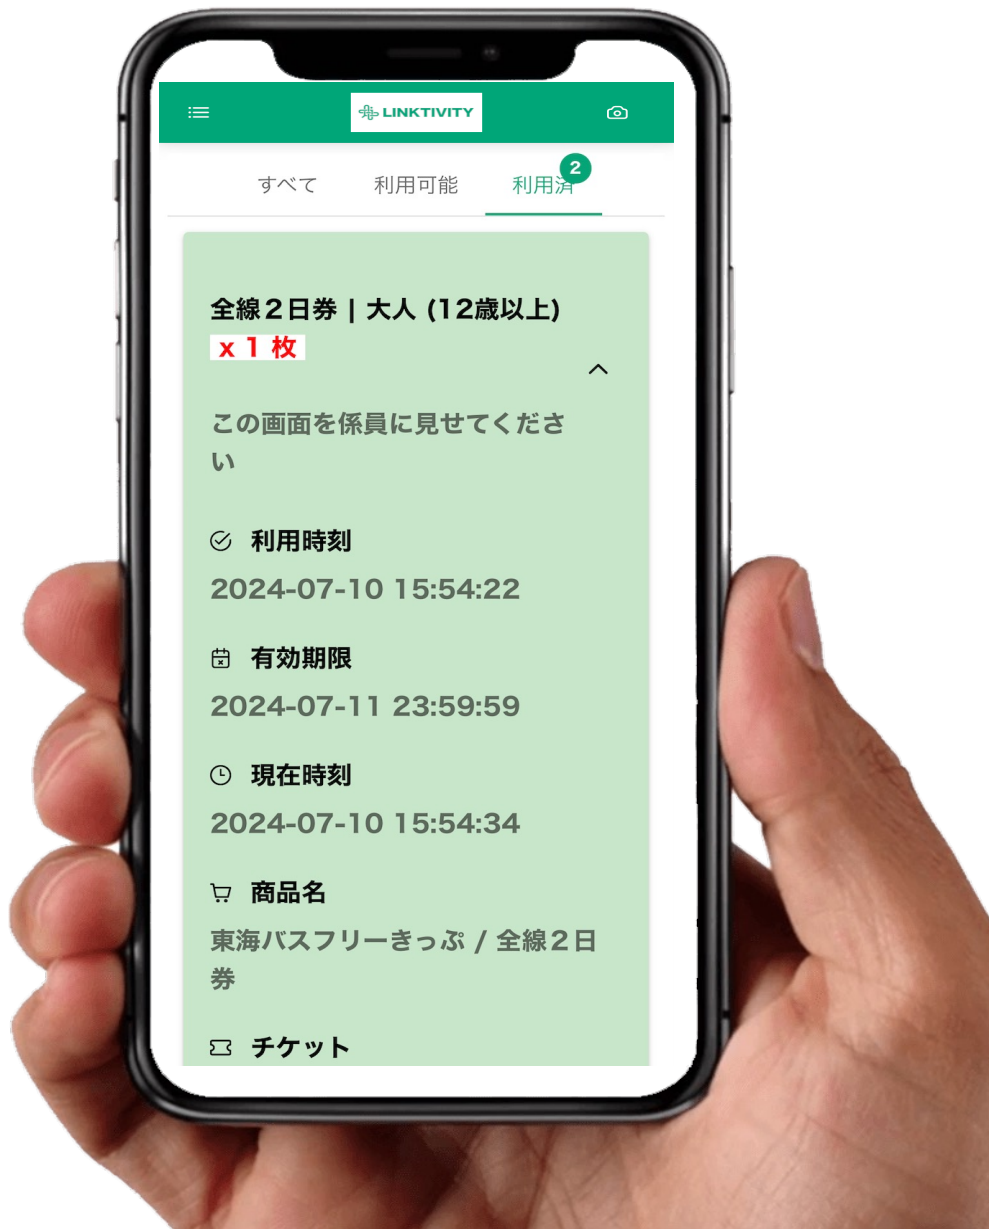 LINKTIVITY
すべて 利用可能 利用済 2
全線２日券 | 大人 (12歳以上)
x 1 枚
この画面を係員に見せてくださ
い
利用時刻
2024-07-10 15:54:22
有効期限
2024-07-11 23:59:59
現在時刻
2024-07-10 15:54:34
商品名
東海バスフリーきっぷ / 全線２日
券
チケット